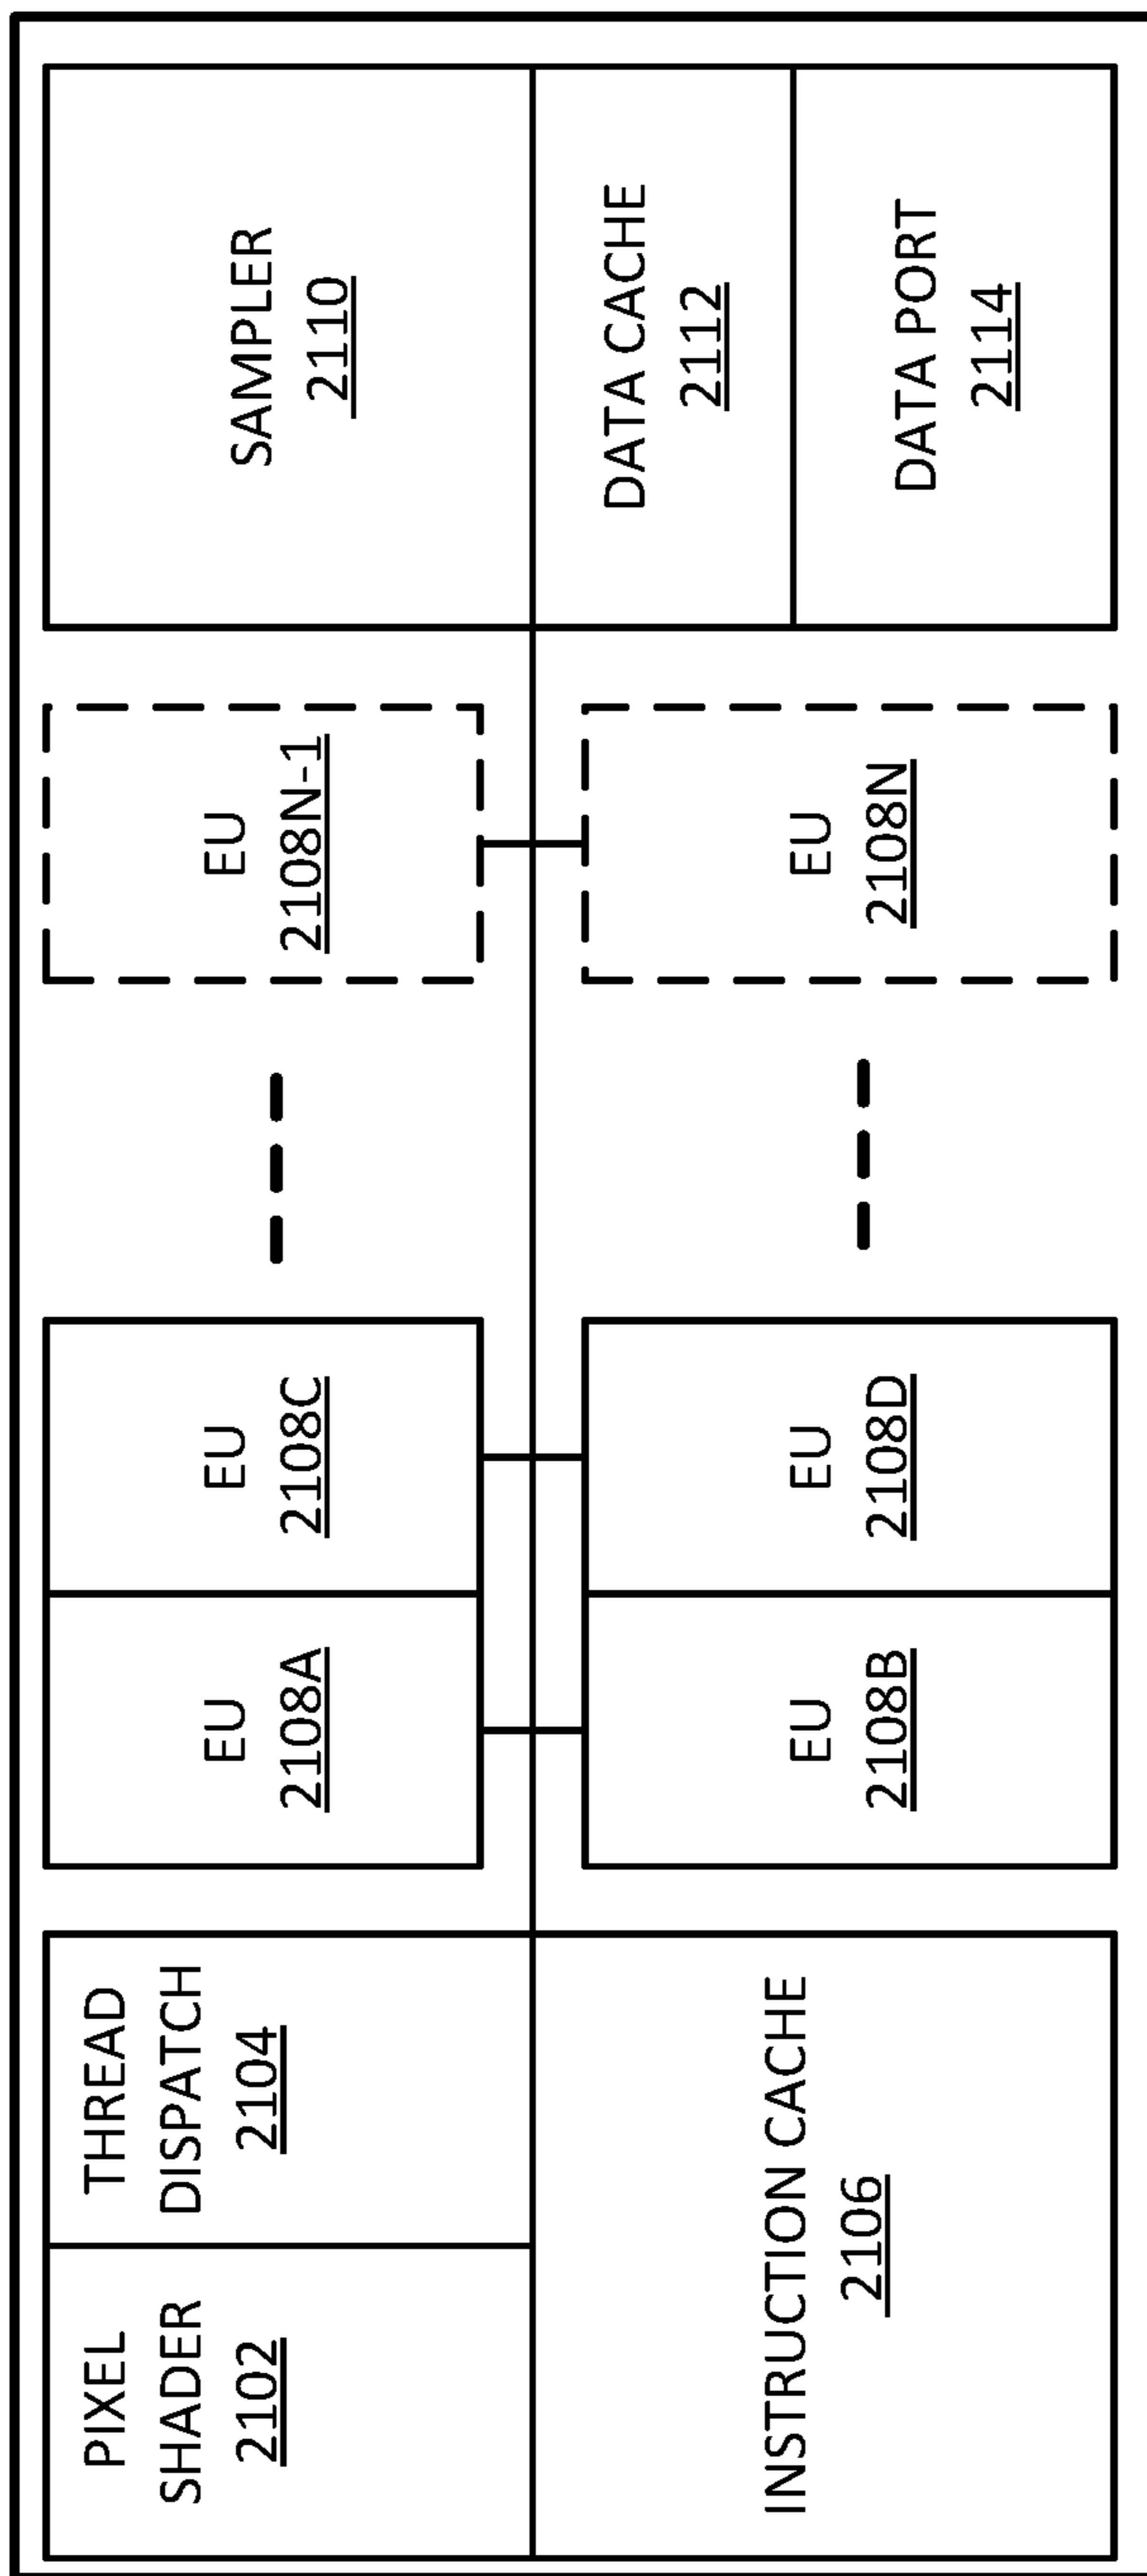 PIXEL
SHADER
2102
THREAD
DISPATCH
2104
INSTRUCTION CACHE
2106
EU
2108A
EU
2108C
EU
2108B
EU
2108D
EU
2108N-1
EU
2108N
SAMPLER
2110
DATA CACHE
2112
DATA PORT
2114